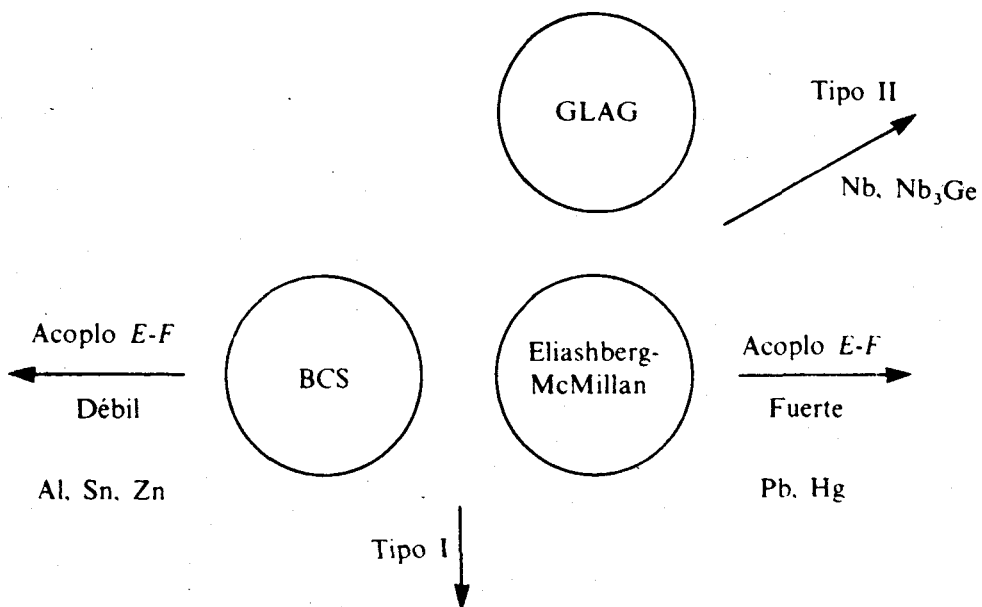 GLAG
Tipo II
Nb, Nb₃Ge
Acoplo E-F
Débil
Al, Sn, Zn
BCS
Eliashberg-
McMillan
Acoplo E-F
Fuerte
Pb, Hg
Tipo I